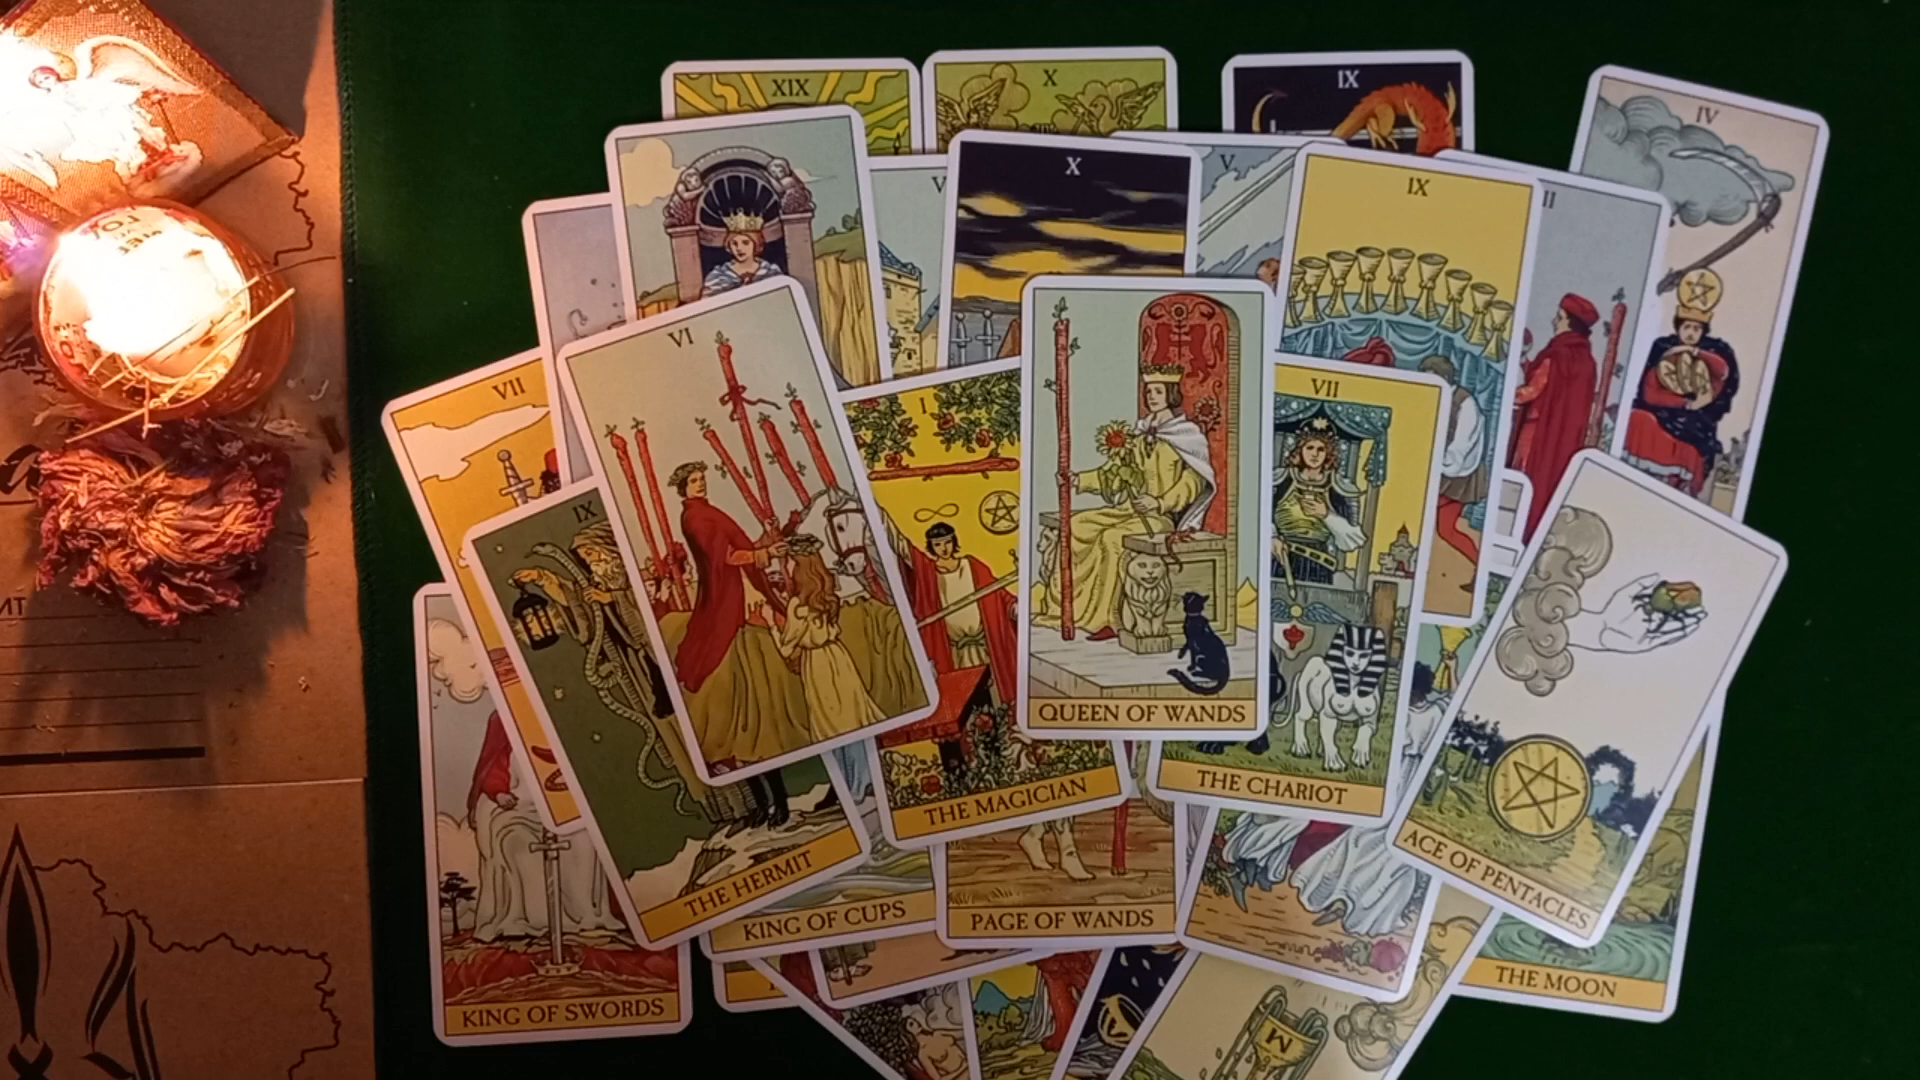 XIX
X
IX
IV
V
X
V
IX
II
VI
VII
I
VII
IX
QUEEN OF WANDS
THE CHARIOT
THE MAGICIAN
ACE OF PENTACLES
THE HERMIT
KING OF CUPS
PAGE OF WANDS
THE MOON
KING OF SWORDS